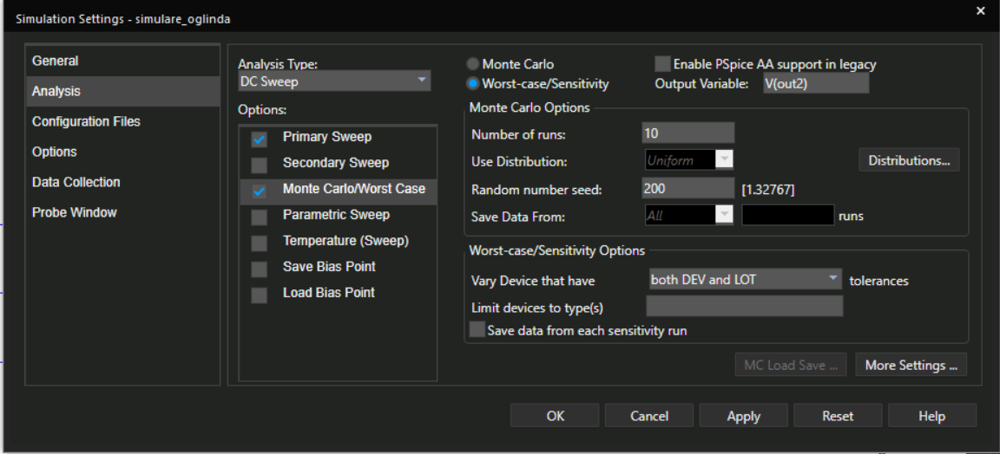 Simulation Settings - simulare_oglinda
General
Analysis
Configuration Files
Options
Data Collection
Probe Window
Analysis Type:
DC Sweep
Options:
Primary Sweep
Secondary Sweep
Monte Carlo/Worst Case
Parametric Sweep
Temperature (Sweep)
Save Bias Point
Load Bias Point
Monte Carlo
Enable PSpice AA support in legacy
Worst-case/Sensitivity
Output Variable: V(out2)
Monte Carlo Options
Number of runs: 10
Use Distribution: Uniform Distributions...
Random number seed: 200 [1.32767]
Save Data From: All runs
Worst-case/Sensitivity Options
Vary Device that have both DEV and LOT tolerances
Limit devices to type(s)
Save data from each sensitivity run
MC Load Save ... More Settings ...
OK Cancel Apply Reset Help